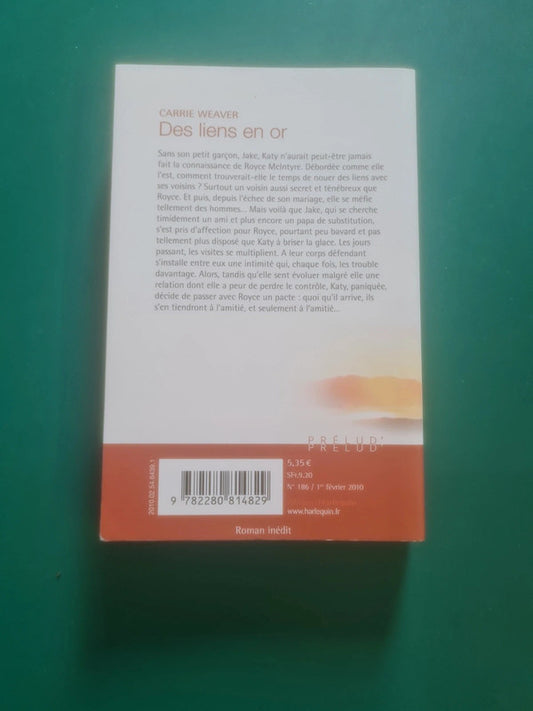 CARRIE WEAVER
Des liens en or
Sans son petit garçon, Jake, Katy n'aurait peut-être jamais
fait la connaissance de Royce McIntyre. Débordée comme elle
l'est, comment trouverait-elle le temps de nouer des liens avec
ses voisins ? Surtout un voisin aussi secret et ténébreux que
Royce. Et puis, depuis l'échec de son mariage, elle se méfie
tellement des hommes... Mais voilà que Jake, qui se cherche
timidement un ami et plus encore un papa de substitution,
s'est pris d'affection pour Royce, pourtant peu bavard et pas
tellement plus disposé que Katy à briser la glace. Les jours
passant, les visites se multiplient. A leur corps défendant
s'installe entre eux une intimité qui, chaque fois, les trouble
davantage. Alors, tandis qu'elle sent évoluer malgré elle une
relation dont elle a peur de perdre le contrôle, Katy, paniquée,
décide de passer avec Royce un pacte : quoi qu'il arrive, ils
s'en tiendront à l'amitié, et seulement à l'amitié...
PRÉLUD'
PRÉLUD'
2010.02.54.6439.1
9 782280 814829
5,35 €
SFr.9.20
N° 186 / 1er février 2010
www.harlequin.fr
Roman inédit